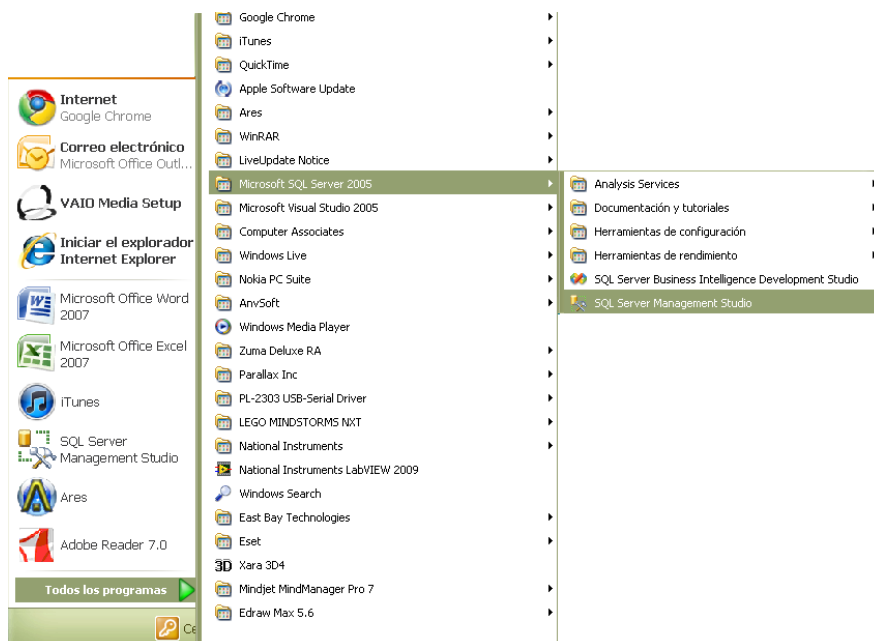 Internet
Google Chrome
Correo electrónico
Microsoft Office Outl...
VAIO Media Setup
Iniciar el explorador
Internet Explorer
Microsoft Office Word
2007
Microsoft Office Excel
2007
iTunes
SQL Server
Management Studio
Ares
Adobe Reader 7.0
Todos los programas
Ce
Google Chrome
iTunes
QuickTime
Apple Software Update
Ares
WinRAR
LiveUpdate Notice
Microsoft SQL Server 2005
Microsoft Visual Studio 2005
Computer Associates
Windows Live
Nokia PC Suite
AnvSoft
Windows Media Player
Zuma Deluxe RA
Parallax Inc
PL-2303 USB-Serial Driver
LEGO MINDSTORMS NXT
National Instruments
National Instruments LabVIEW 2009
Windows Search
East Bay Technologies
Eset
3D Xara 3D4
Mindjet MindManager Pro 7
Edraw Max 5.6
Analysis Services
Documentación y tutoriales
Herramientas de configuración
Herramientas de rendimiento
SQL Server Business Intelligence Development Studio
SQL Server Management Studio